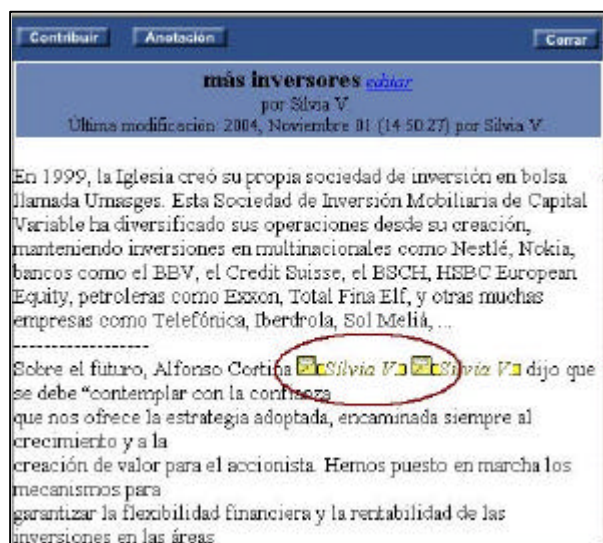 Contribuir Anotación Cerrar
más inversores editar
por Silvia V.
Última modificación: 2004, Noviembre 01 (14:50:27) por Silvia V.
En 1999, la Iglesia creó su propia sociedad de inversión en bolsa
llamada Umasges. Esta Sociedad de Inversión Mobiliaria de Capital
Variable ha diversificado sus operaciones desde su creación,
manteniendo inversiones en multinacionales como Nestlé, Nokia,
bancos como el BBV, el Credit Suisse, el BSCH, HSBC European
Equity, petroleras como Exxon, Total Fina Elf, y otras muchas
empresas como Telefónica, Iberdrola, Sol Meliá, ...
------------------
Sobre el futuro, Alfonso Cortina Silvia V. Silvia V. dijo que
se debe “contemplar con la confianza
que nos ofrece la estrategia adoptada, encaminada siempre al
crecimiento y a la
creación de valor para el accionista. Hemos puesto en marcha los
mecanismos para
garantizar la flexibilidad financiera y la rentabilidad de las
inversiones en las áreas